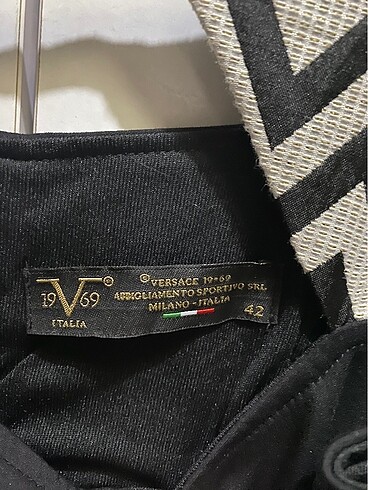 19 V 69 ®
ITALIA
© VERSACE 19•69
ABBIGLIAMENTO SPORTIVO SRL
MILANO - ITALIA
42